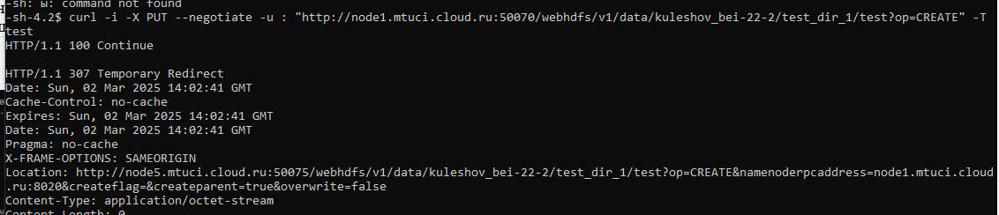 -sh: ы: command not found
-sh-4.2$ curl -i -X PUT --negotiate -u : "http://node1.mtuci.cloud.ru:50070/webhdfs/v1/data/kuleshov_bei-22-2/test_dir_1/test?op=CREATE" -T
test
HTTP/1.1 100 Continue
HTTP/1.1 307 Temporary Redirect
Date: Sun, 02 Mar 2025 14:02:41 GMT
Cache-Control: no-cache
Expires: Sun, 02 Mar 2025 14:02:41 GMT
Date: Sun, 02 Mar 2025 14:02:41 GMT
Pragma: no-cache
X-FRAME-OPTIONS: SAMEORIGIN
Location: http://node5.mtuci.cloud.ru:50075/webhdfs/v1/data/kuleshov_bei-22-2/test_dir_1/test?op=CREATE&namenoderpcaddress=node1.mtuci.cloud
.ru:8020&createflag=&createparent=true&overwrite=false
Content-Type: application/octet-stream
Content-Length: 0